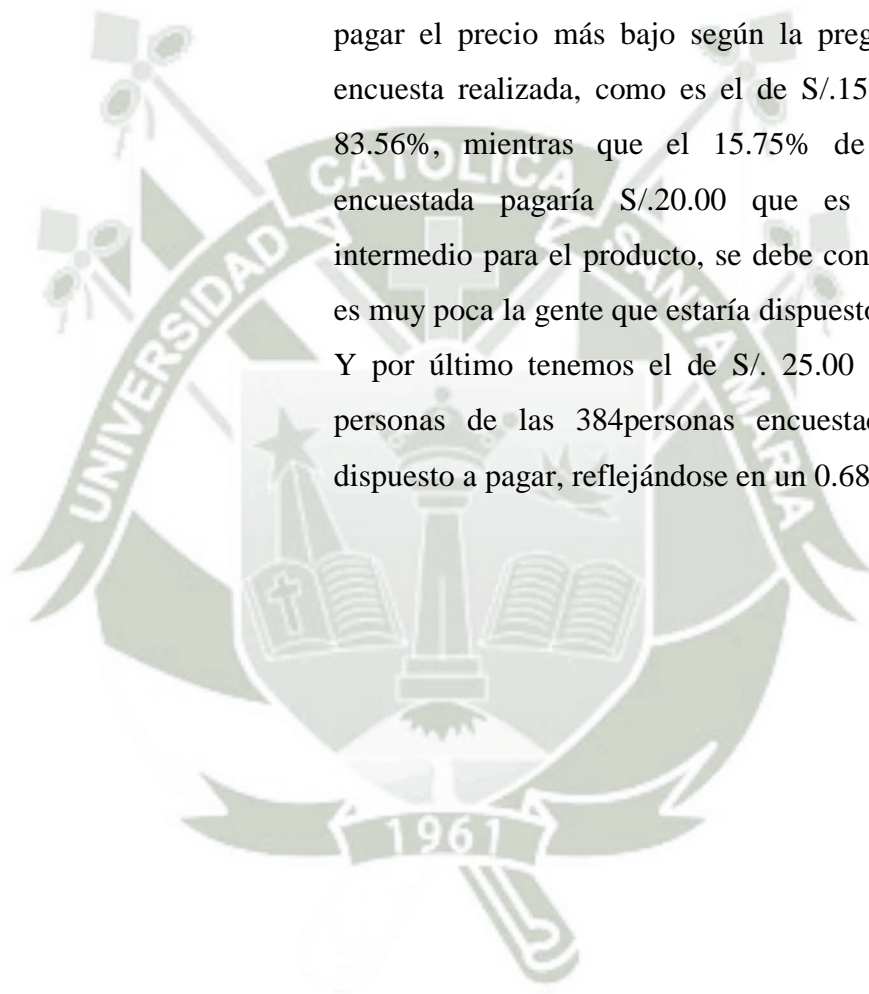 pagar el precio más bajo según la preg
encuesta realizada, como es el de S/.15
83.56%, mientras que el 15.75% de
encuestada pagaría S/.20.00 que es
intermedio para el producto, se debe con
es muy poca la gente que estaría dispuesto
Y por último tenemos el de S/. 25.00
personas de las 384personas encuestad
dispuesto a pagar, reflejándose en un 0.68
UNIVERSIDAD CATOLICA SANTA MARIA
1961